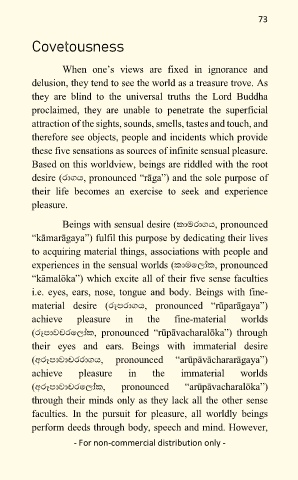 73
Covetousness
When one's views are fixed in ignorance and
delusion, they tend to see the world as a treasure trove. As
they are blind to the universal truths the Lord Buddha
proclaimed, they are unable to penetrate the superficial
attraction of the sights, sounds, smells, tastes and touch, and
therefore see objects, people and incidents which provide
these five sensations as sources of infinite sensual pleasure.
Based on this worldview, beings are riddled with the root
desire (රාගය, pronounced “rāga”) and the sole purpose of
their life becomes an exercise to seek and experience
pleasure.
Beings with sensual desire (කාමරාගය, pronounced
“kāmarāgaya”) fulfil this purpose by dedicating their lives
to acquiring material things, associations with people and
experiences in the sensual worlds (කාමලෝක, pronounced
“kāmalōka”) which excite all of their five sense faculties
i.e. eyes, ears, nose, tongue and body. Beings with fine-
material desire (රූපරාගය, pronounced “rūparāgaya”)
achieve pleasure in the fine-material worlds
(රූපාවචරලෝක, pronounced “rūpāvacharalōka”) through
their eyes and ears. Beings with immaterial desire
(අරූපාවාචරරාගය, pronounced “arūpāvāchararāgaya”)
achieve pleasure in the immaterial worlds
(අරූපාවාචරලෝක, pronounced “arūpāvacharalōka”)
through their minds only as they lack all the other sense
faculties. In the pursuit for pleasure, all worldly beings
perform deeds through body, speech and mind. However,
- For non-commercial distribution only -